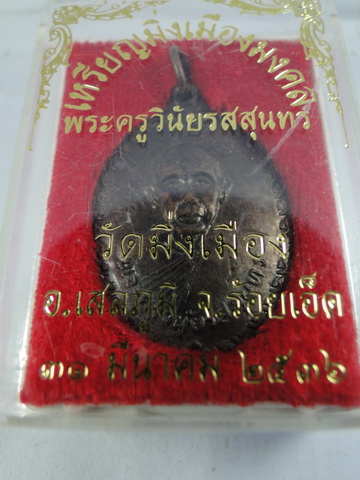 เหรียญมิ่งเมืองมงคล
พระครูวินัยรสสุนทร
วัดมิ่งเมือง
อ.เสลภูมิ จ.ร้อยเอ็ด
๓๑ มีนาคม ๒๕๓๖